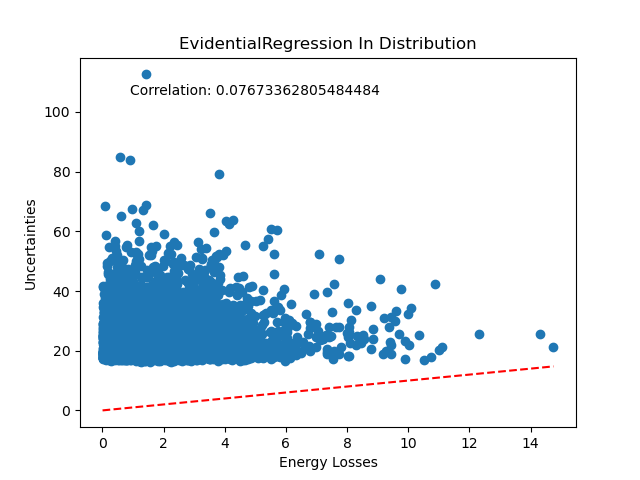 EvidentialRegression In Distribution
Correlation: 0.07673362805484484
Uncertainties
100
80
60
40
20
0
0 2 4 6 8 10 12 14
Energy Losses